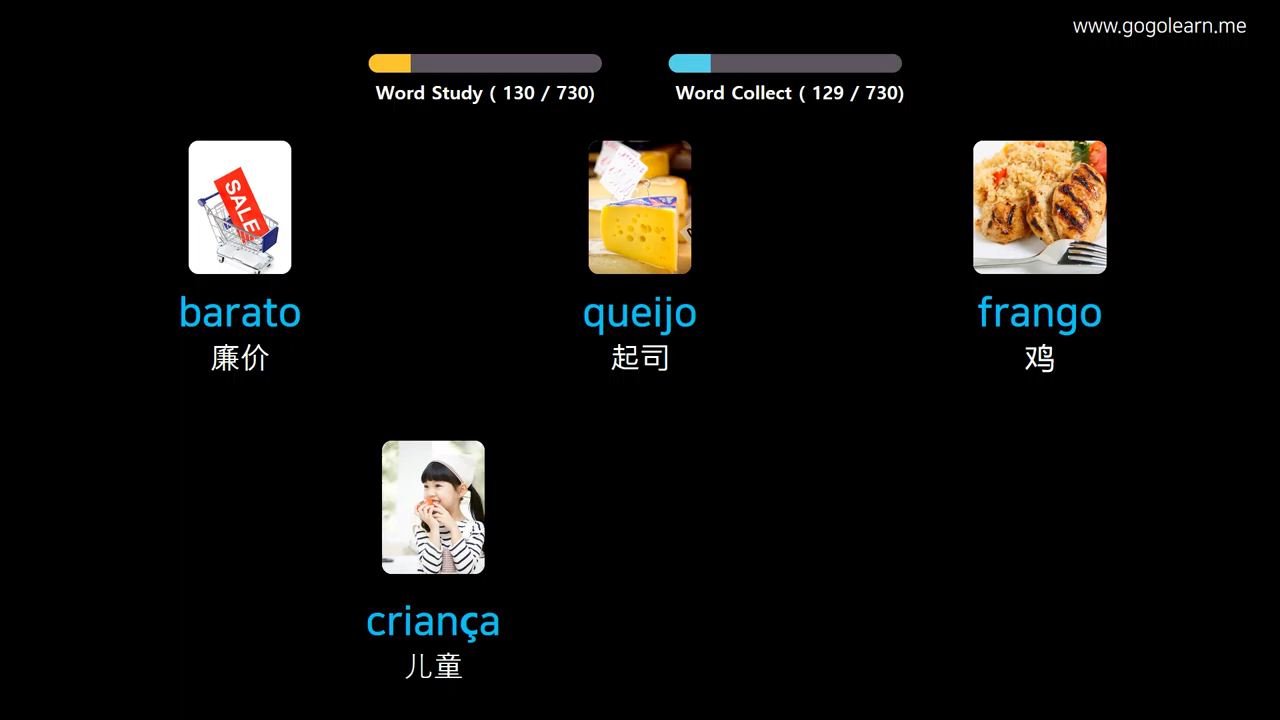 www.gogolearn.me
Word Study ( 130 / 730)
Word Collect ( 129 / 730)
SALE
barato
廉价
queijo
起司
frango
鸡
criança
儿童